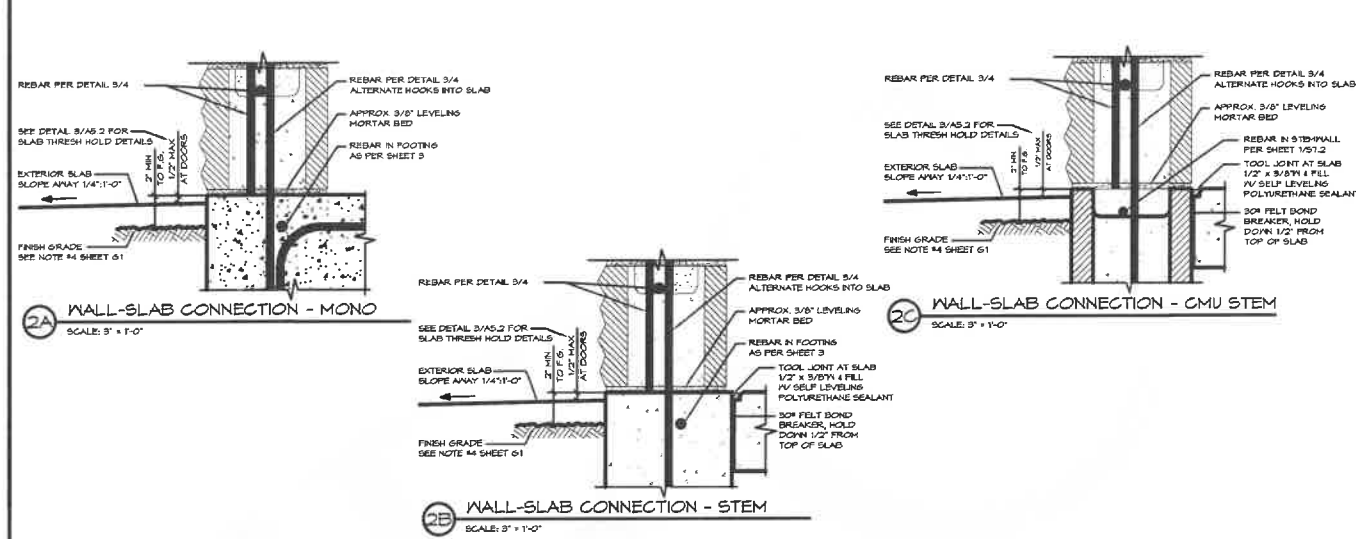 REBAR PER DETAIL 3/4
SEE DETAIL 3/A5.2 FOR
SLAB THRESH HOLD DETAILS
2" MIN
TO F.G.
1/2" MAX
AT DOORS
EXTERIOR SLAB
SLOPE AWAY 1/4":1'-0"
FINISH GRADE
SEE NOTE #4 SHEET G1
REBAR PER DETAIL 3/4
ALTERNATE HOOKS INTO SLAB
APPROX. 3/8" LEVELING
MORTAR BED
REBAR IN FOOTING
AS PER SHEET 3
2A
WALL-SLAB CONNECTION - MONO
SCALE: 3" = 1'-0"
REBAR PER DETAIL 3/4
SEE DETAIL 3/A5.2 FOR
SLAB THRESH HOLD DETAILS
2" MIN
TO F.G.
1/2" MAX
AT DOORS
EXTERIOR SLAB
SLOPE AWAY 1/4":1'-0"
FINISH GRADE
SEE NOTE #4 SHEET G1
REBAR PER DETAIL 3/4
ALTERNATE HOOKS INTO SLAB
APPROX. 3/8" LEVELING
MORTAR BED
REBAR IN FOOTING
AS PER SHEET 3
TOOL JOINT AT SLAB
1/2" x 3/8"W & FILL
W/ SELF LEVELING
POLYURETHANE SEALANT
30# FELT BOND
BREAKER, HOLD
DOWN 1/2" FROM
TOP OF SLAB
2B
WALL-SLAB CONNECTION - STEM
SCALE: 3" = 1'-0"
REBAR PER DETAIL 3/4
SEE DETAIL 3/A5.2 FOR
SLAB THRESH HOLD DETAILS
2" MIN
TO F.G.
1/2" MAX
AT DOORS
EXTERIOR SLAB
SLOPE AWAY 1/4":1'-0"
FINISH GRADE
SEE NOTE #4 SHEET G1
REBAR PER DETAIL 3/4
ALTERNATE HOOKS INTO SLAB
APPROX. 3/8" LEVELING
MORTAR BED
REBAR IN STEMWALL
PER SHEET 1/S7.2
TOOL JOINT AT SLAB
1/2" x 3/8"W & FILL
W/ SELF LEVELING
POLYURETHANE SEALANT
30# FELT BOND
BREAKER, HOLD
DOWN 1/2" FROM
TOP OF SLAB
2C
WALL-SLAB CONNECTION - CMU STEM
SCALE: 3" = 1'-0"